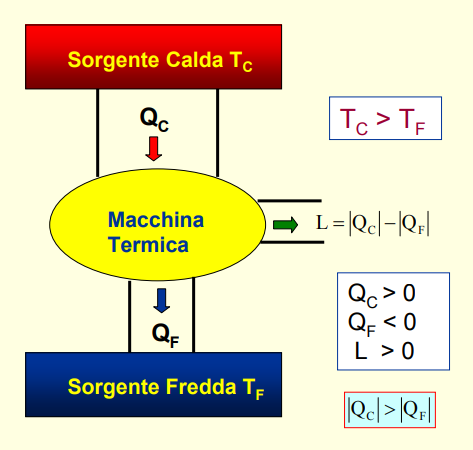 Sorgente Calda T_C
Q_C
T_C > T_F
Macchina
Termica
L = |Q_C| − |Q_F|
Q_C > 0
Q_F < 0
L > 0
Q_F
Sorgente Fredda T_F
|Q_C| > |Q_F|